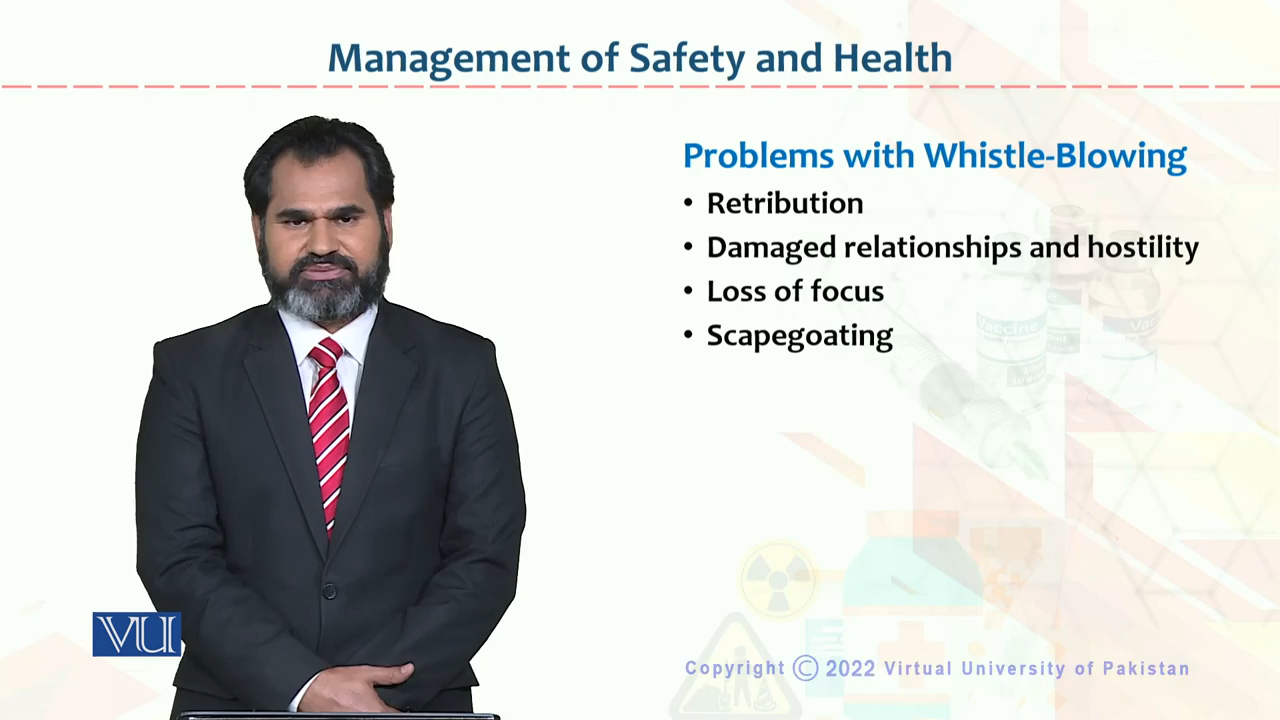 Management of Safety and Health
Problems with Whistle-Blowing
• Retribution
• Damaged relationships and hostility
• Loss of focus
• Scapegoating
Vaccine
VU
Copyright © 2022 Virtual University of Pakistan